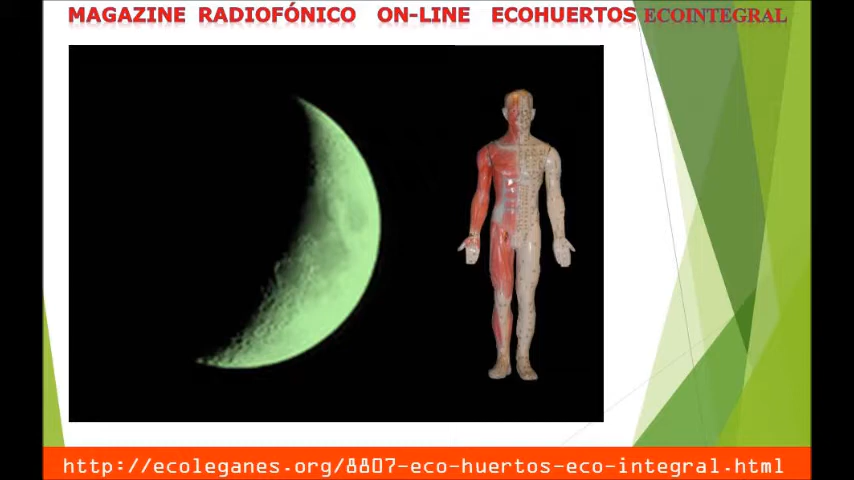 MAGAZINE RADIOFÓNICO ON-LINE ECOHUERTOS ECOINTEGRAL
http://ecoleganes.org/8807-eco-huertos-eco-integral.html